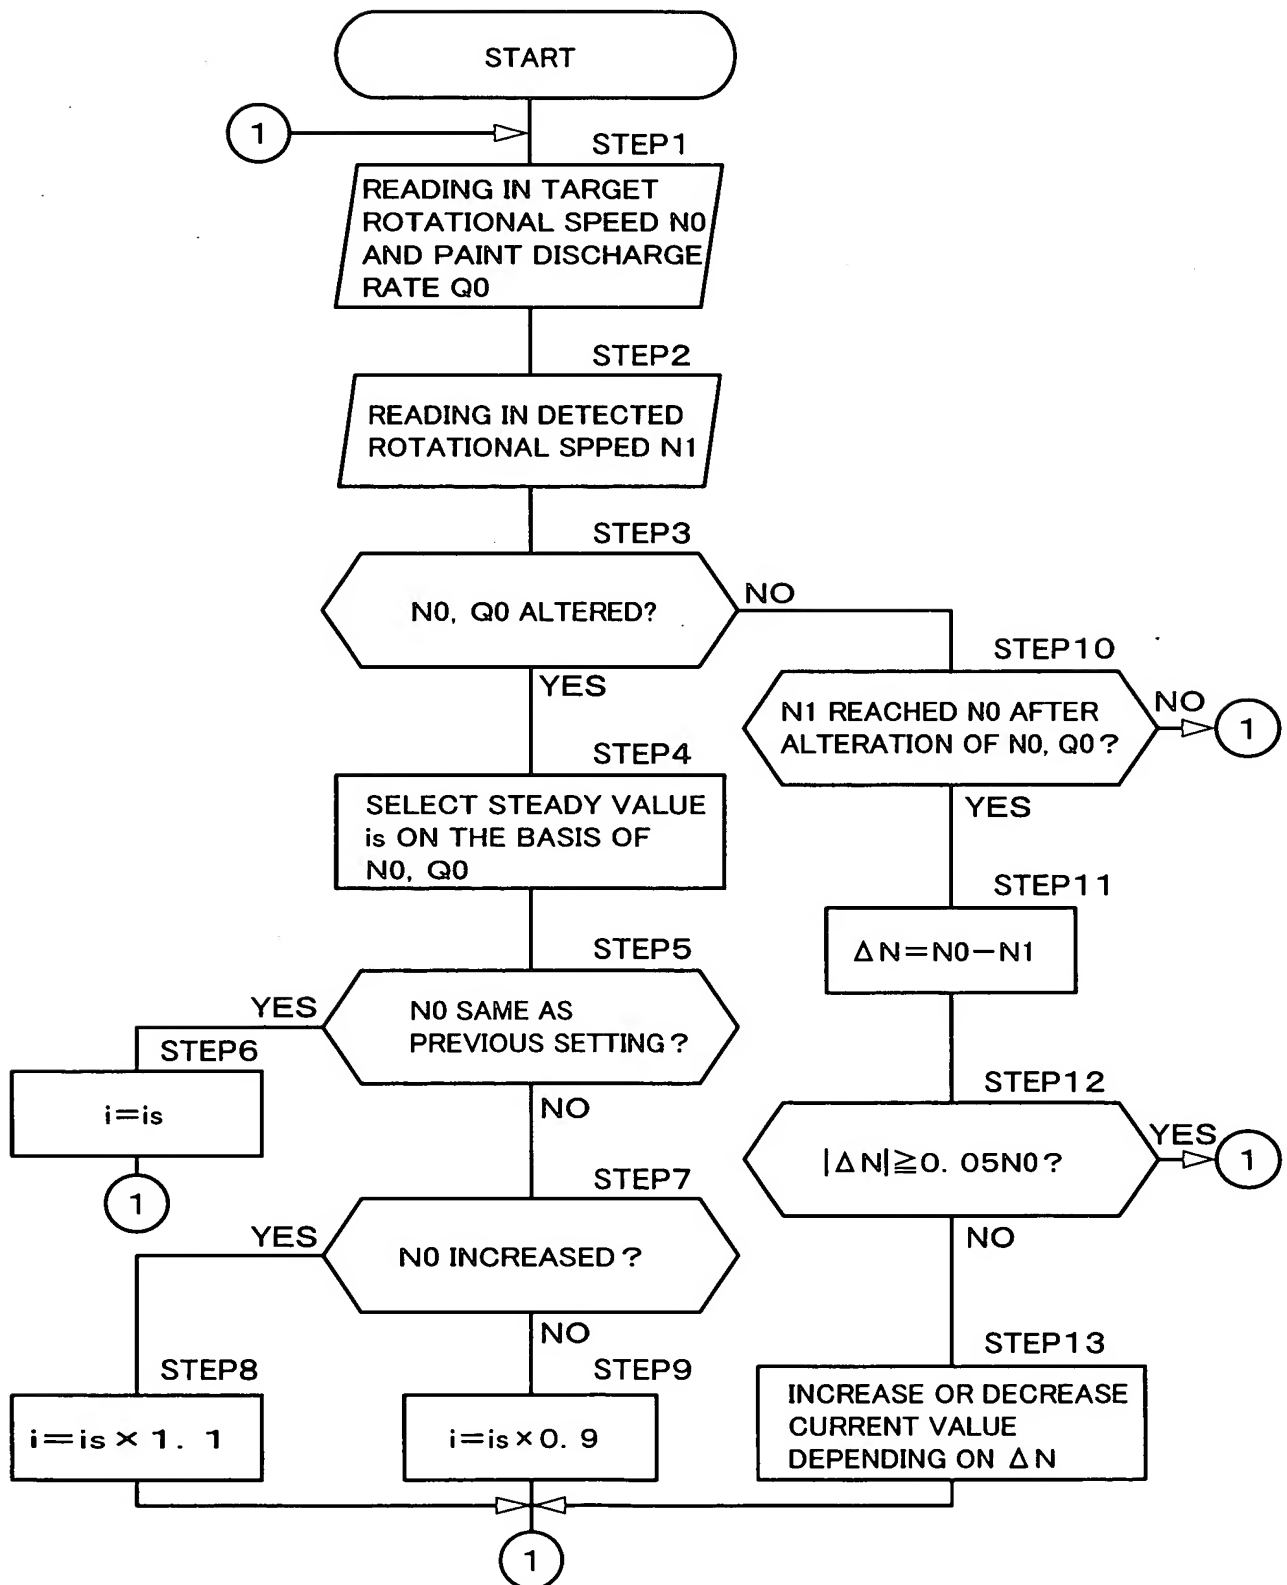 START
1
STEP1
READING IN TARGET
ROTATIONAL SPEED N0
AND PAINT DISCHARGE
RATE Q0
STEP2
READING IN DETECTED
ROTATIONAL SPPED N1
STEP3
N0, Q0 ALTERED?
NO
YES
STEP10
N1 REACHED N0 AFTER
ALTERATION OF N0, Q0?
NO
1
YES
STEP4
SELECT STEADY VALUE
is ON THE BASIS OF
N0, Q0
STEP11
ΔN=N0−N1
STEP5
N0 SAME AS
PREVIOUS SETTING?
YES
NO
STEP6
i=is
1
STEP12
|ΔN|≧0. 05N0?
YES
1
NO
STEP7
N0 INCREASED?
YES
NO
STEP8
i=is×1. 1
STEP9
i=is×0. 9
STEP13
INCREASE OR DECREASE
CURRENT VALUE
DEPENDING ON ΔN
1